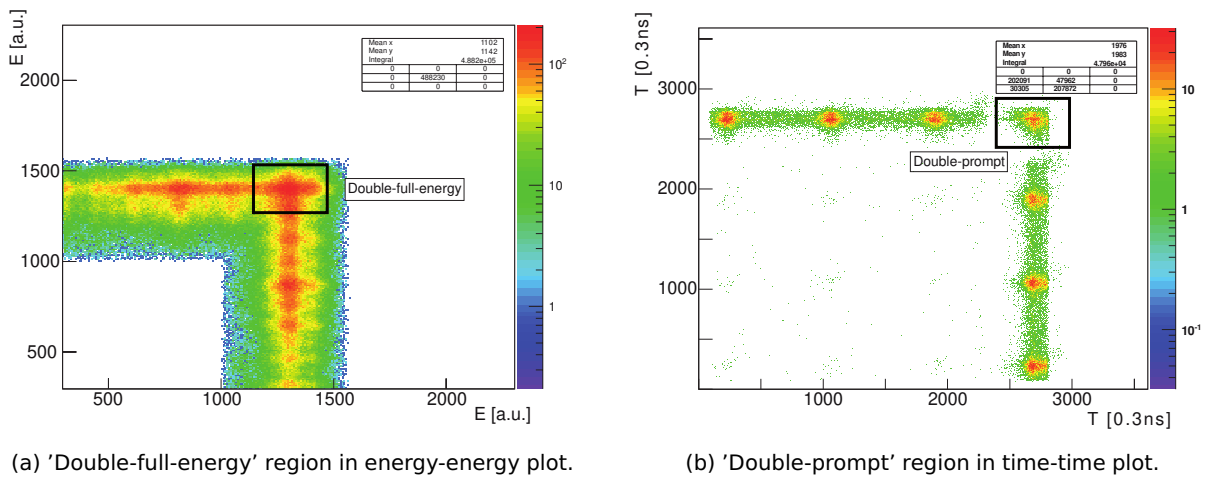 E [a.u.]
2000
1500
1000
500
500
1000
1500
2000
E [a.u.]
Mean x 1102
Mean y 1142
Integral 4.882e+05
0 0 0
0 488230 0
0 0 0
Double-full-energy
10²
10
1
(a) ’Double-full-energy’ region in energy-energy plot.
T [0.3ns]
3000
2000
1000
1000
2000
3000
T [0.3ns]
Mean x 1976
Mean y 1983
Integral 4.796e+04
0 0 0
202091 47962 0
30305 207872 0
Double-prompt
10
1
10⁻¹
(b) ’Double-prompt’ region in time-time plot.